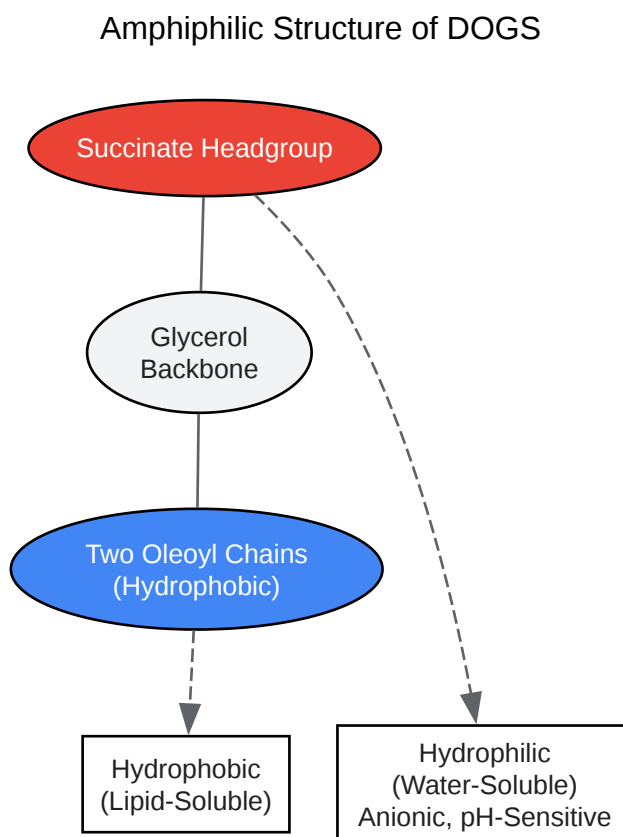 Amphiphilic Structure of DOGS
Succinate Headgroup
Glycerol
Backbone
Two Oleoyl Chains
(Hydrophobic)
Hydrophobic
(Lipid-Soluble)
Hydrophilic
(Water-Soluble)
Anionic, pH-Sensitive